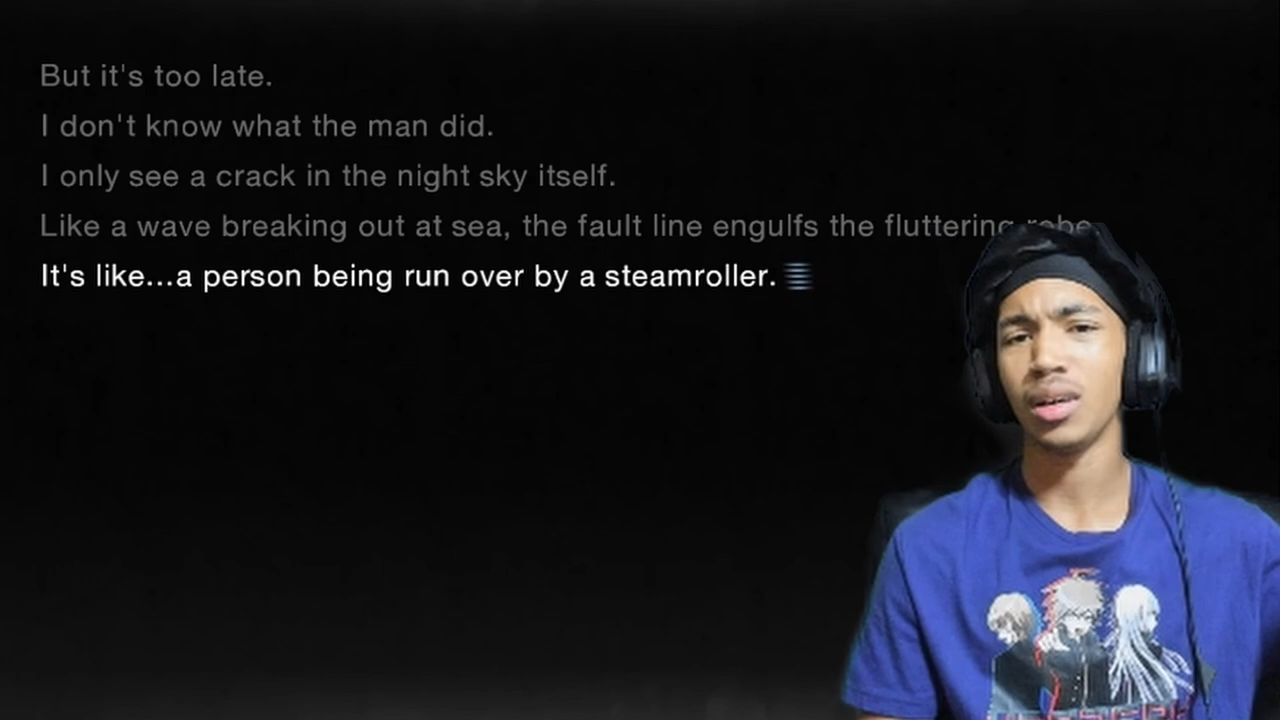 But it's too late.
I don't know what the man did.
I only see a crack in the night sky itself.
Like a wave breaking out at sea, the fault line engulfs the fluttering robe.
It's like...a person being run over by a steamroller.